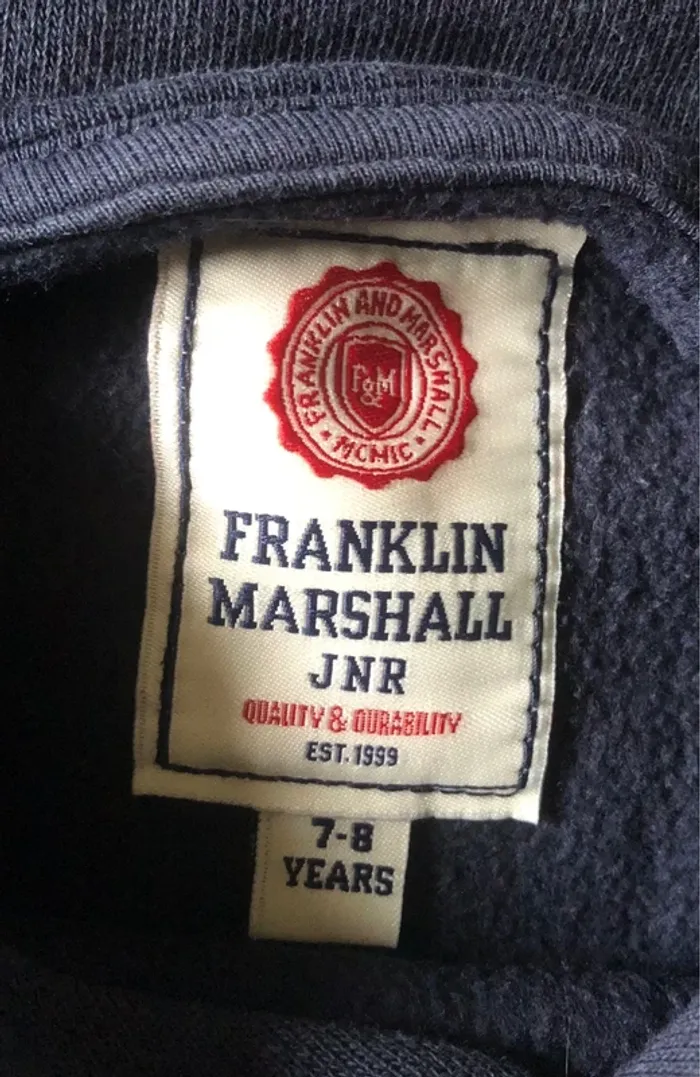 FRANKLIN AND MARSHALL
F&M
• MCMIC •
FRANKLIN
MARSHALL
JNR
QUALITY & DURABILITY
EST. 1999
7-8
YEARS